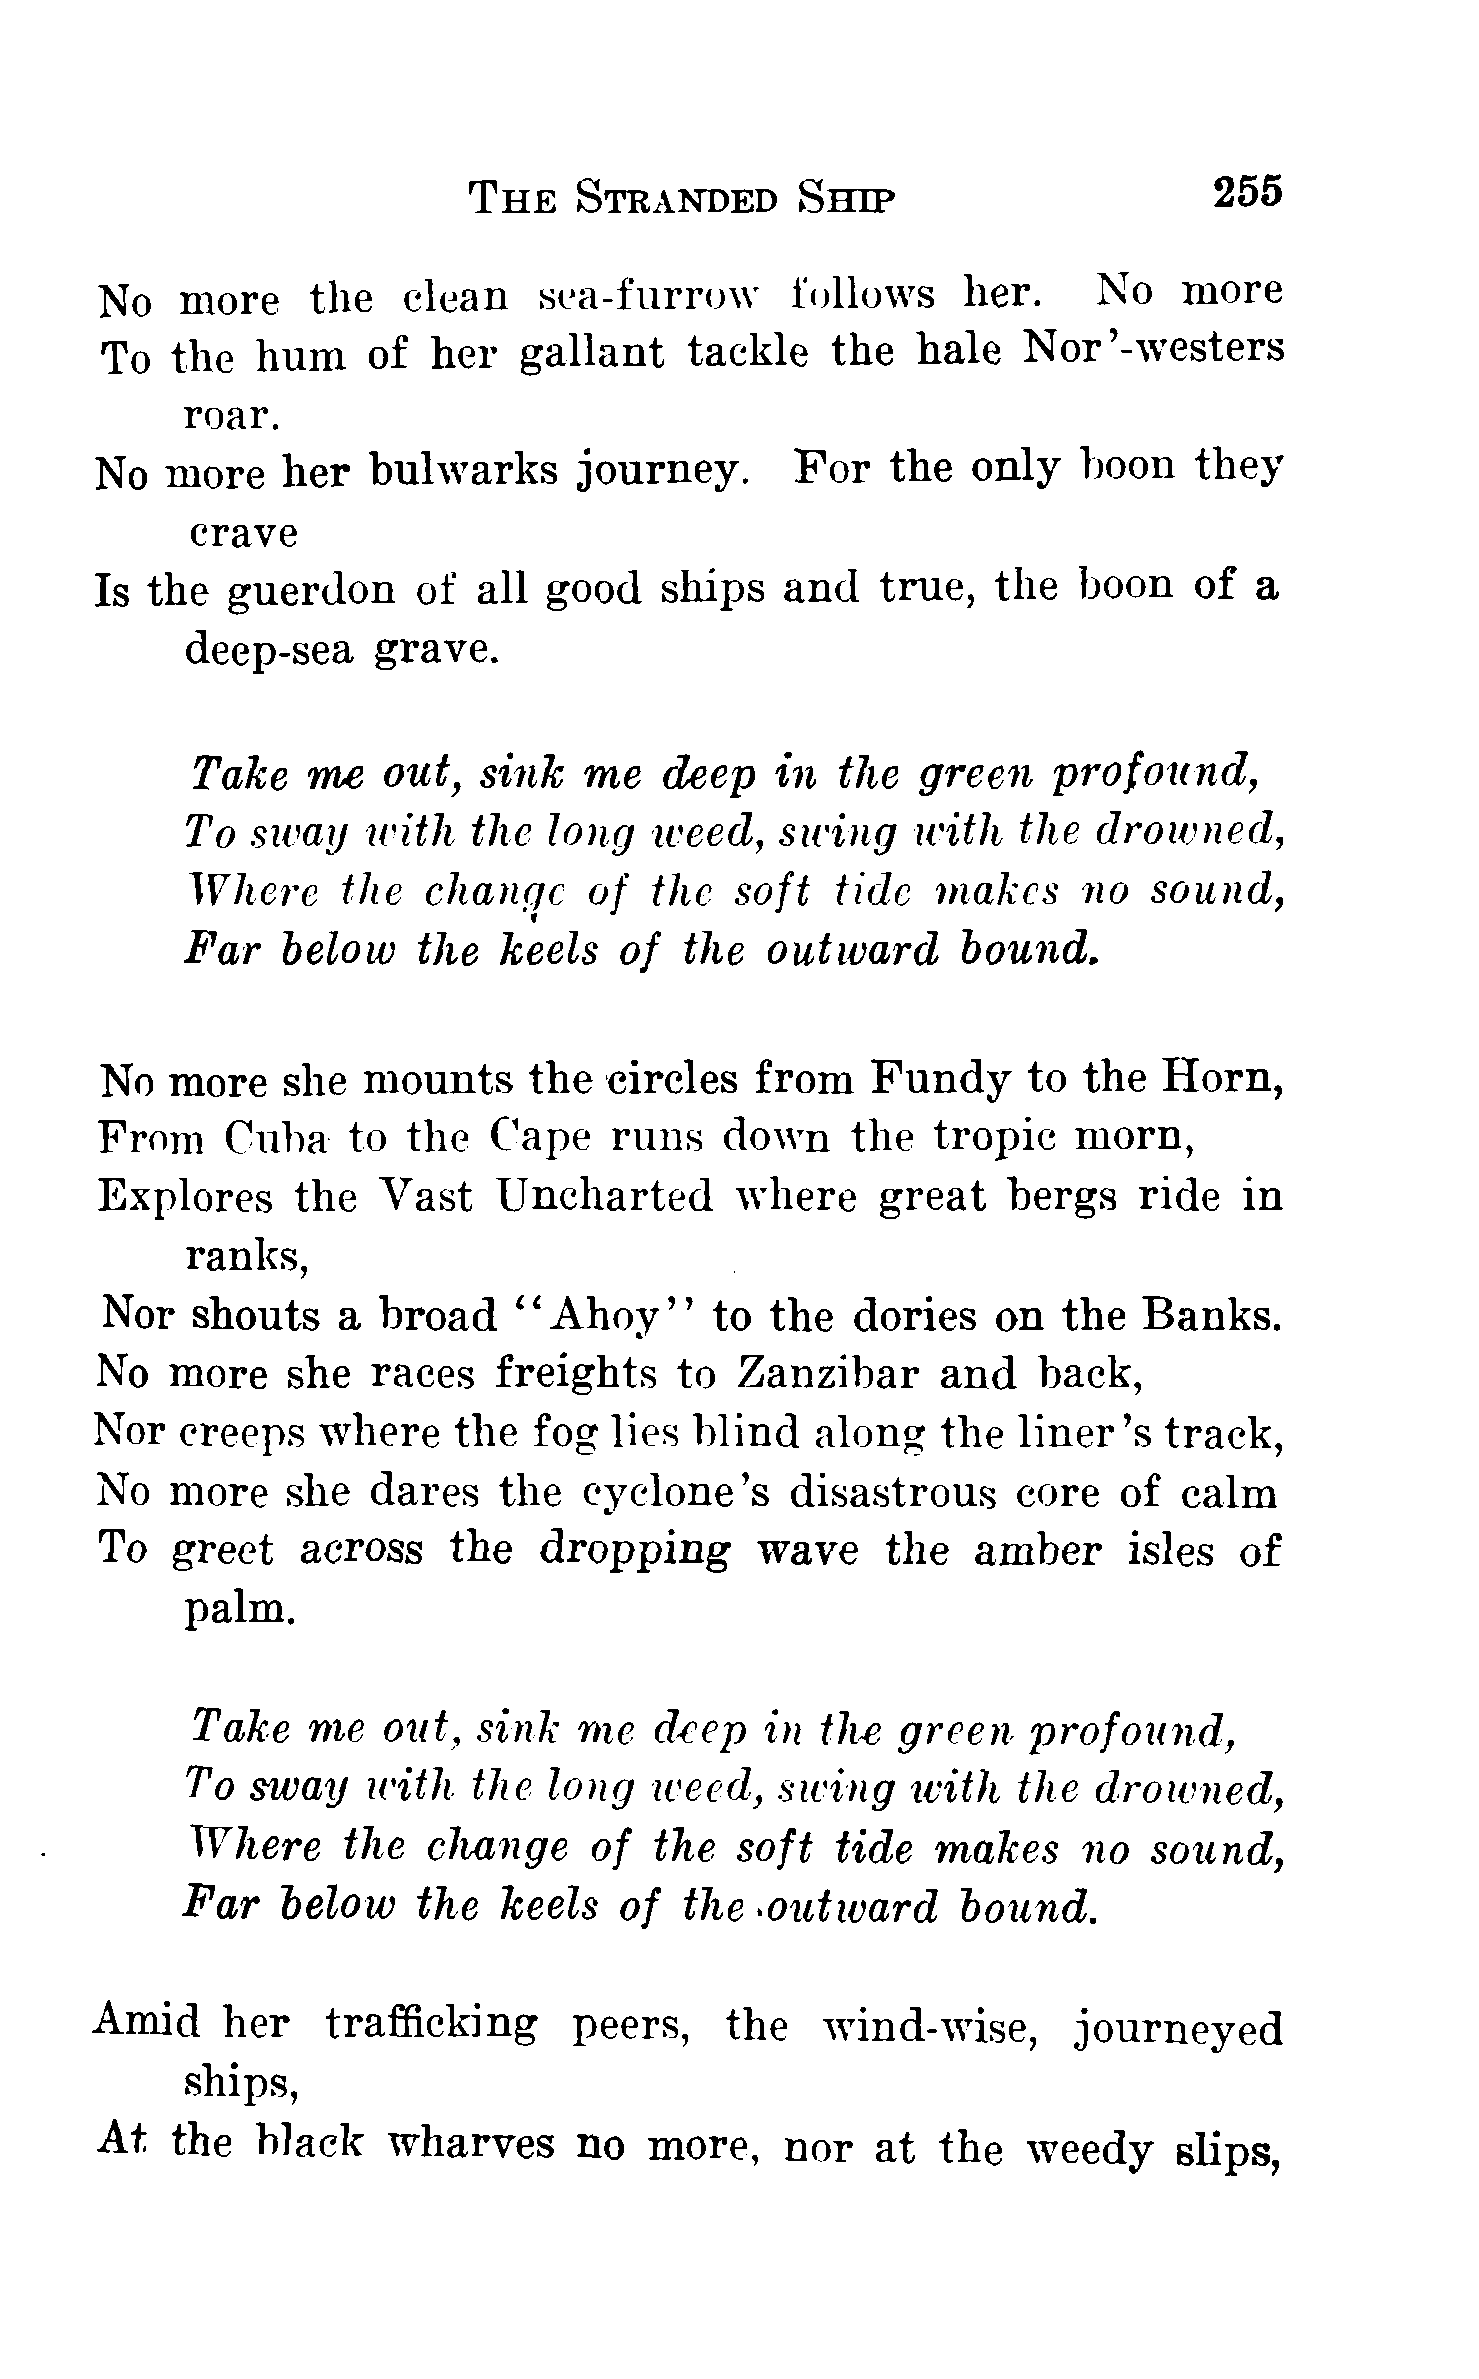 The Stranded Ship 255
No more the clean sea-furrow follows her. No more
To the hum of her gallant tackle the hale Nor'-westers
roar.
No more her bulwarks journey. For the only boon they
crave
Is the guerdon of all good ships and true, the boon of a
deep-sea grave.
Take me out, sink me deep in the green profound,
To sway with the long weed, swing with the drowned,
Where the change of the soft tide makes no sound,
Far below the keels of the outward bound.
No more she mounts the circles from Fundy to the Horn,
From Cuba to the Cape runs down the tropic morn,
Explores the Vast Uncharted where great bergs ride in
ranks,
Nor shouts a broad "Ahoy" to the dories on the Banks.
No more she races freights to Zanzibar and back,
Nor creeps where the fog lies blind along the liner's track,
No more she dares the cyclone's disastrous core of calm
To greet across the dropping wave the amber isles of
palm.
Take me out, sink me deep in the green profound,
To sway with the long weed, swing with the drowned,
Where the change of the soft tide makes no sound,
Far below the keels of the outward bound.
Amid her trafficking peers, the wind-wise, journeyed
ships,
At the black wharves no more, nor at the weedy slips,